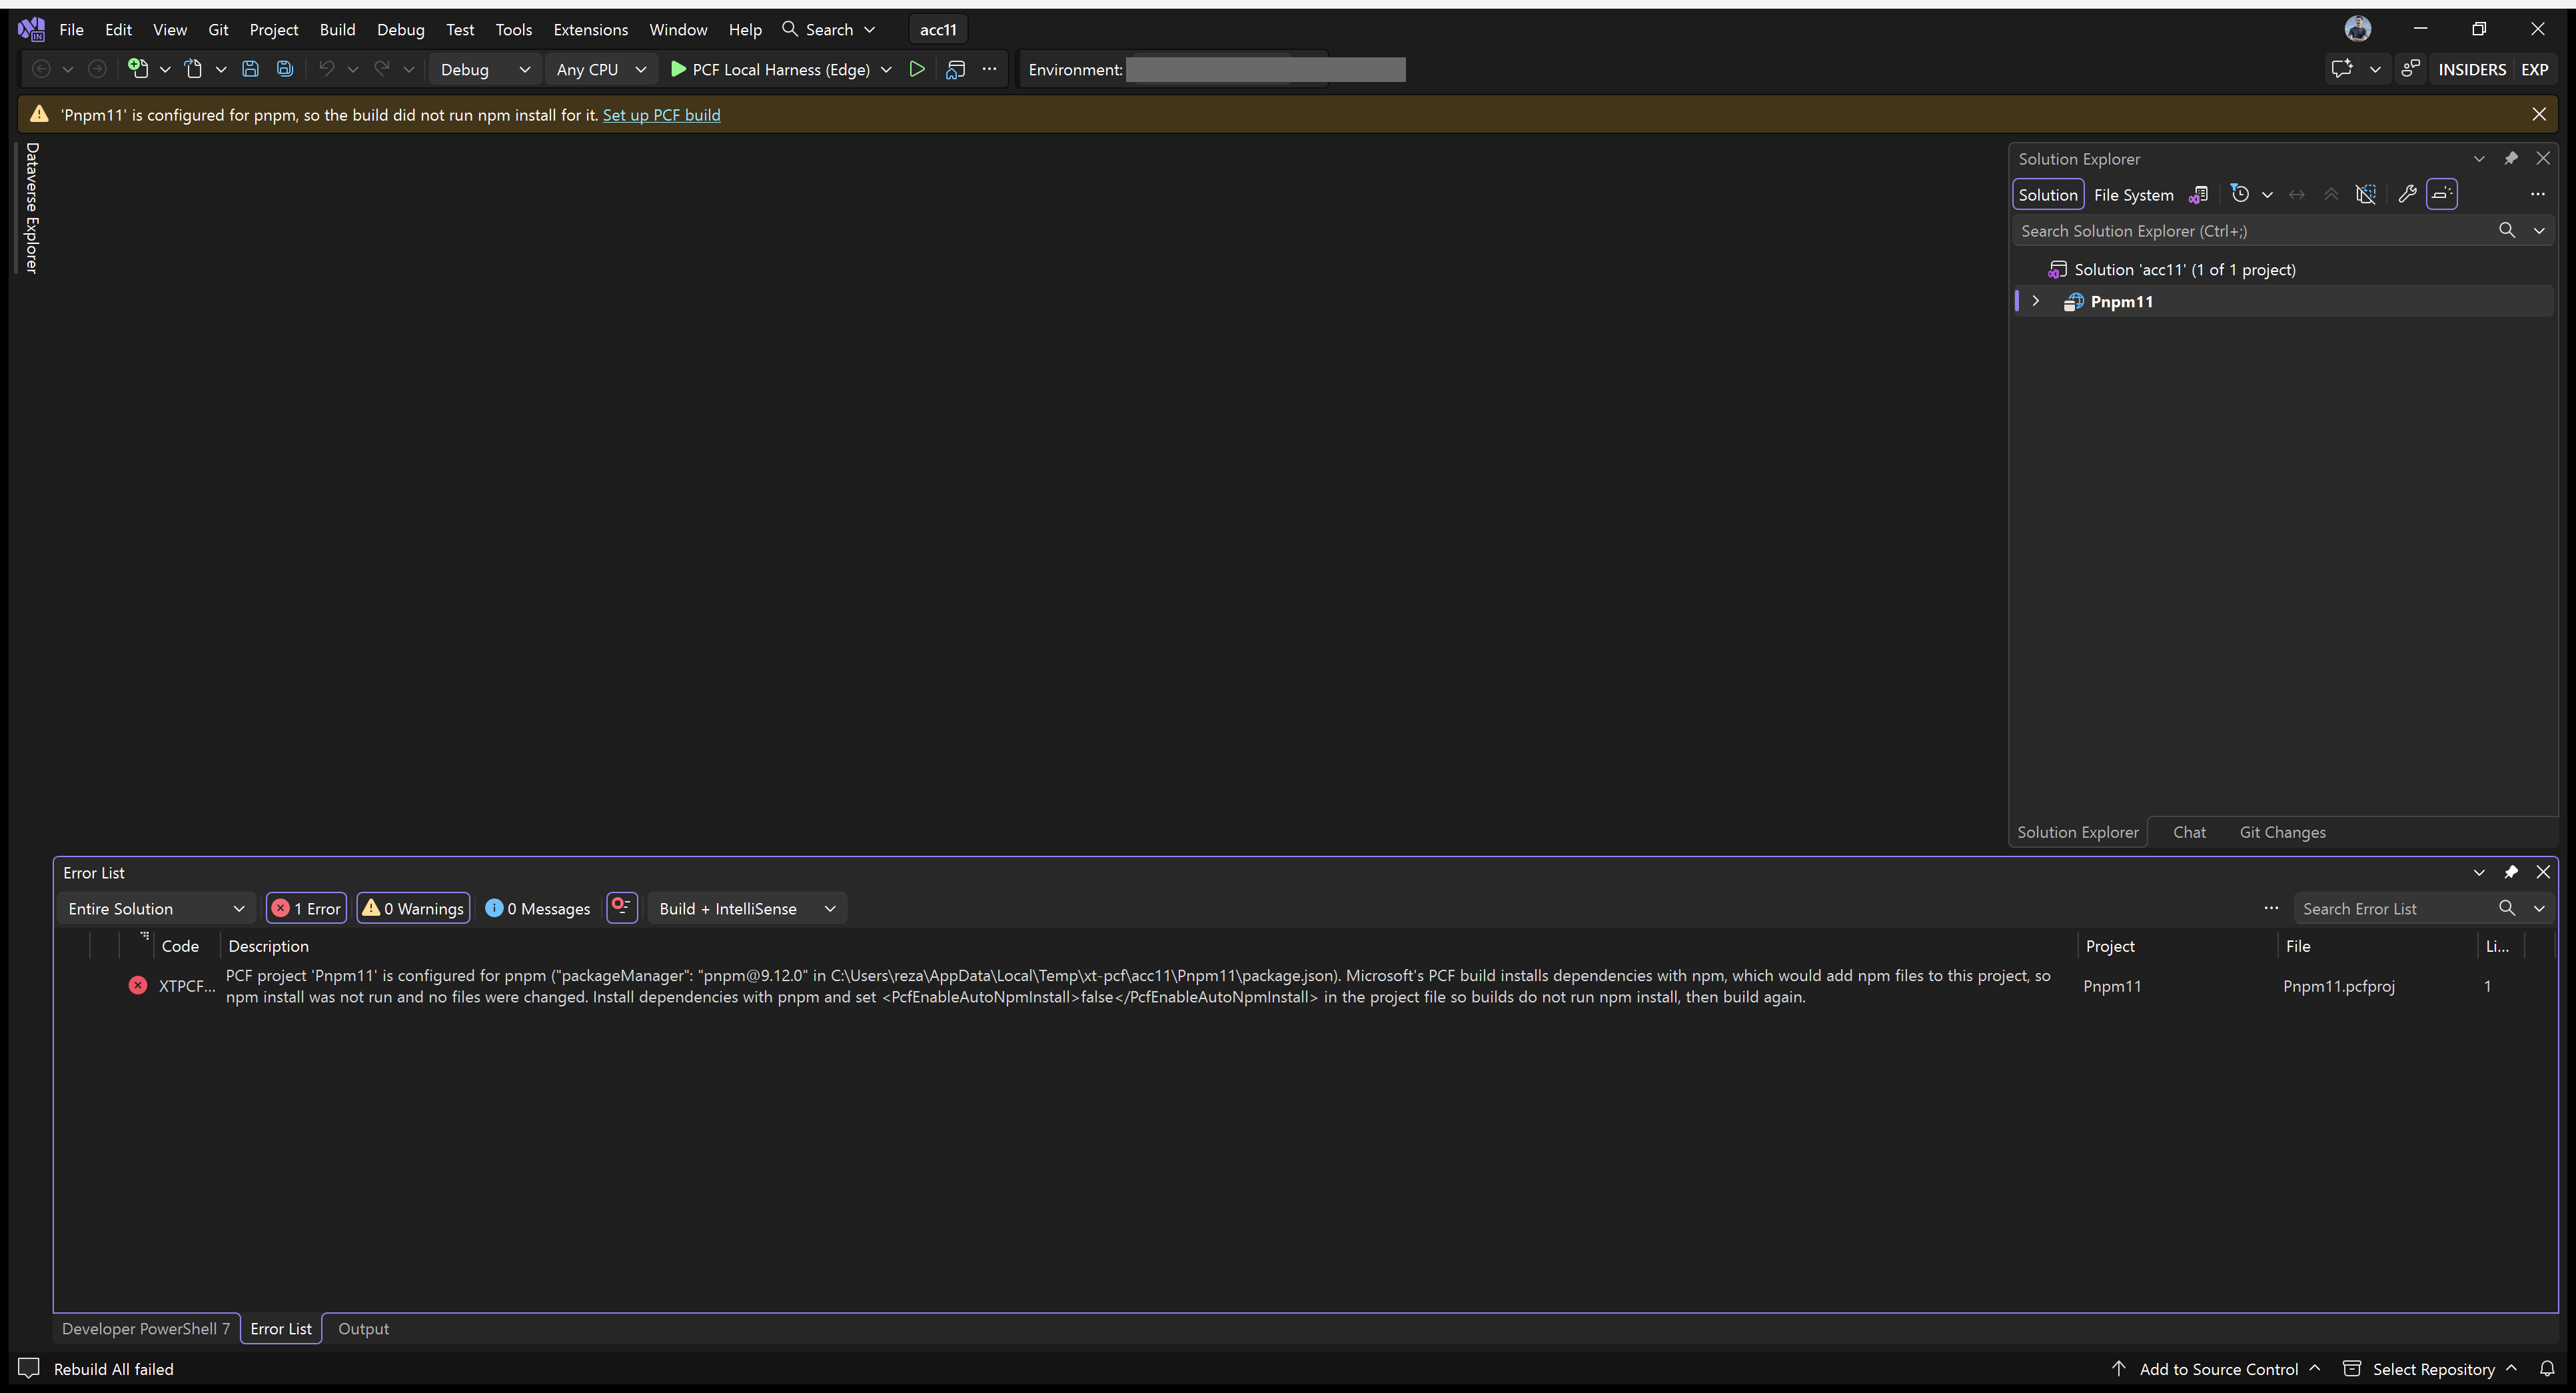 File Edit View Git Project Build Debug Test Tools Extensions Window Help Search acc11
Debug Any CPU PCF Local Harness (Edge) Environment: INSIDERS EXP
'Pnpm11' is configured for pnpm, so the build did not run npm install for it. Set up PCF build
Dataverse Explorer
Solution Explorer
Solution File System
Search Solution Explorer (Ctrl+;)
Solution 'acc11' (1 of 1 project)
Pnpm11
Solution Explorer Chat Git Changes
Error List
Entire Solution 1 Error 0 Warnings 0 Messages Build + IntelliSense Search Error List
Code Description Project File Li...
XTPCF... PCF project 'Pnpm11' is configured for pnpm ("packageManager": "pnpm@9.12.0" in C:\Users\reza\AppData\Local\Temp\xt-pcf\acc11\Pnpm11\package.json). Microsoft's PCF build installs dependencies with npm, which would add npm files to this project, so
npm install was not run and no files were changed. Install dependencies with pnpm and set <PcfEnableAutoNpmInstall>false</PcfEnableAutoNpmInstall> in the project file so builds do not run npm install, then build again. Pnpm11 Pnpm11.pcfproj 1
Developer PowerShell 7 Error List Output
Rebuild All failed Add to Source Control Select Repository